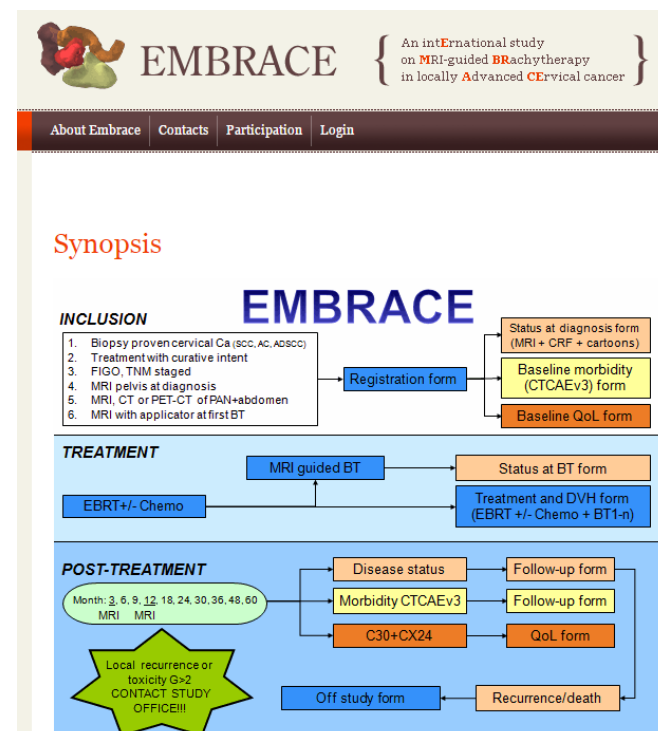 EMBRACE
An intErnational study
on MRI-guided BRachytherapy
in locally Advanced CErvical cancer
About Embrace
Contacts
Participation
Login
Synopsis
EMBRACE
INCLUSION
1. Biopsy proven cervical Ca (SCC, AC, ADSCC)
2. Treatment with curative intent
3. FIGO, TNM staged
4. MRI pelvis at diagnosis
5. MRI, CT or PET-CT of PAN+abdomen
6. MRI with applicator at first BT
Registration form
Status at diagnosis form
(MRI + CRF + cartoons)
Baseline morbidity
(CTCAEv3) form
Baseline QoL form
TREATMENT
MRI guided BT
Status at BT form
EBRT+/- Chemo
Treatment and DVH form
(EBRT +/- Chemo + BT1-n)
POST-TREATMENT
Month: 3, 6, 9, 12, 18, 24, 30, 36, 48, 60
MRI MRI
Disease status
Follow-up form
Morbidity CTCAEv3
Follow-up form
C30+CX24
QoL form
Local recurrence or
toxicity G>2
CONTACT STUDY
OFFICE!!!
Off study form
Recurrence/death